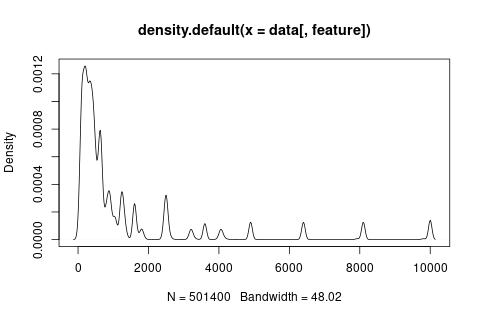 density.default(x = data[, feature])
Density
0.0000 0.0004 0.0008 0.0012
0 2000 4000 6000 8000 10000
N = 501400 Bandwidth = 48.02